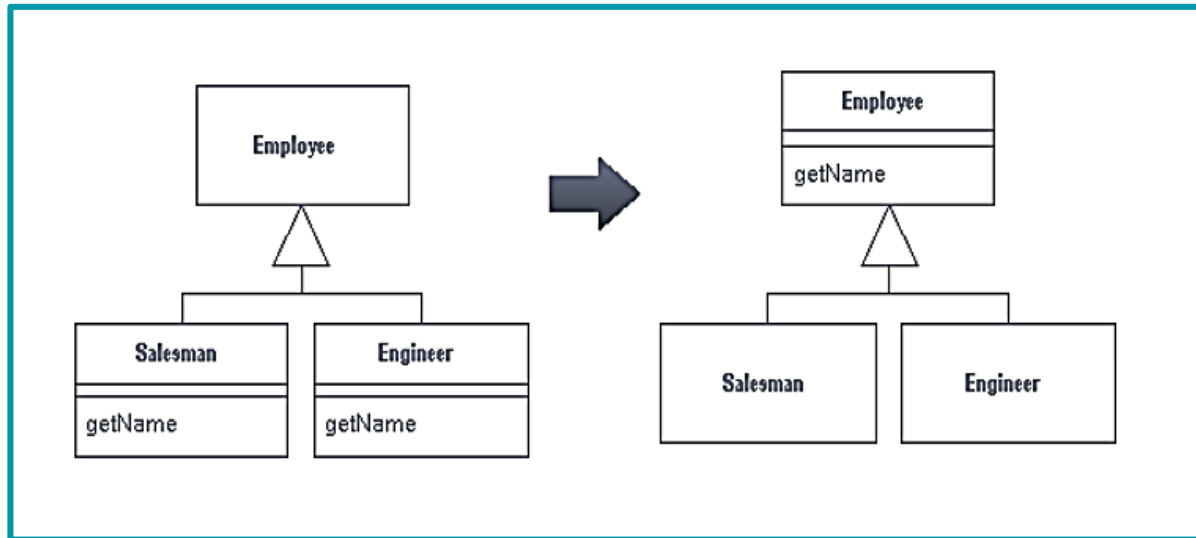 Employee
Salesman
getName
Engineer
getName
Employee
getName
Salesman
Engineer